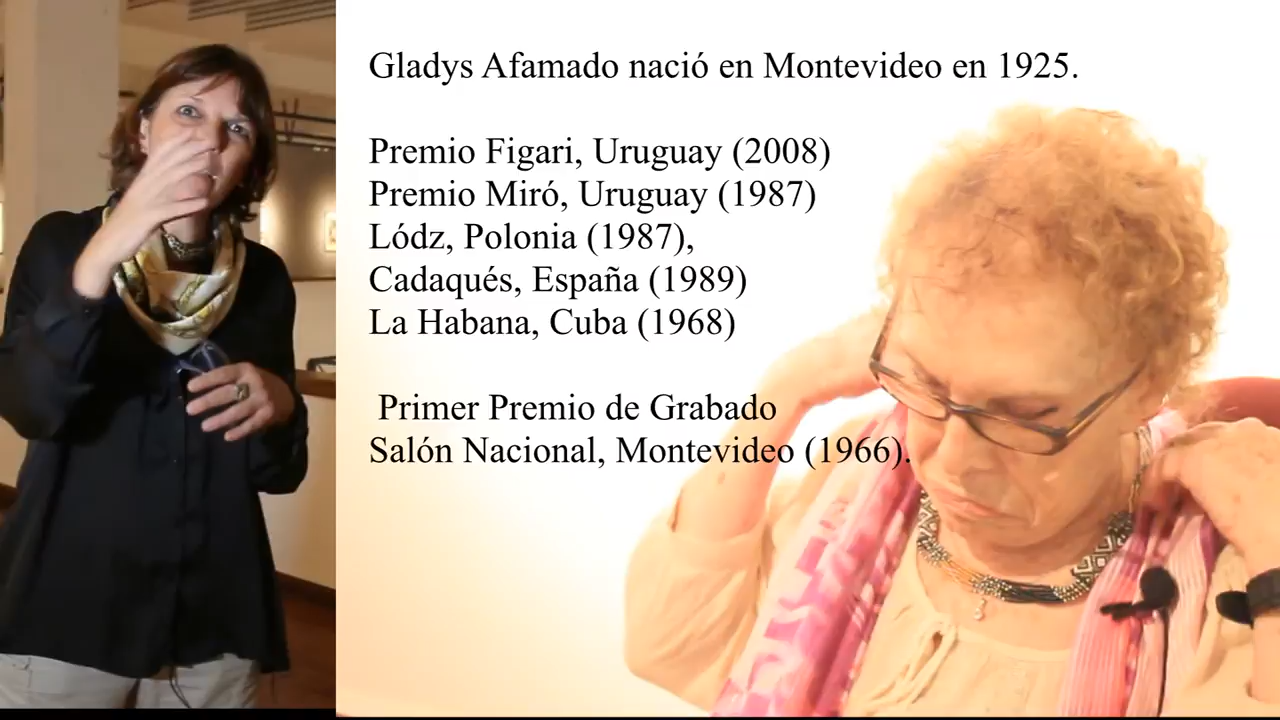 Gladys Afamado nació en Montevideo en 1925.
Premio Figari, Uruguay (2008)
Premio Miró, Uruguay (1987)
Lódz, Polonia (1987),
Cadaqués, España (1989)
La Habana, Cuba (1968)
Primer Premio de Grabado
Salón Nacional, Montevideo (1966).